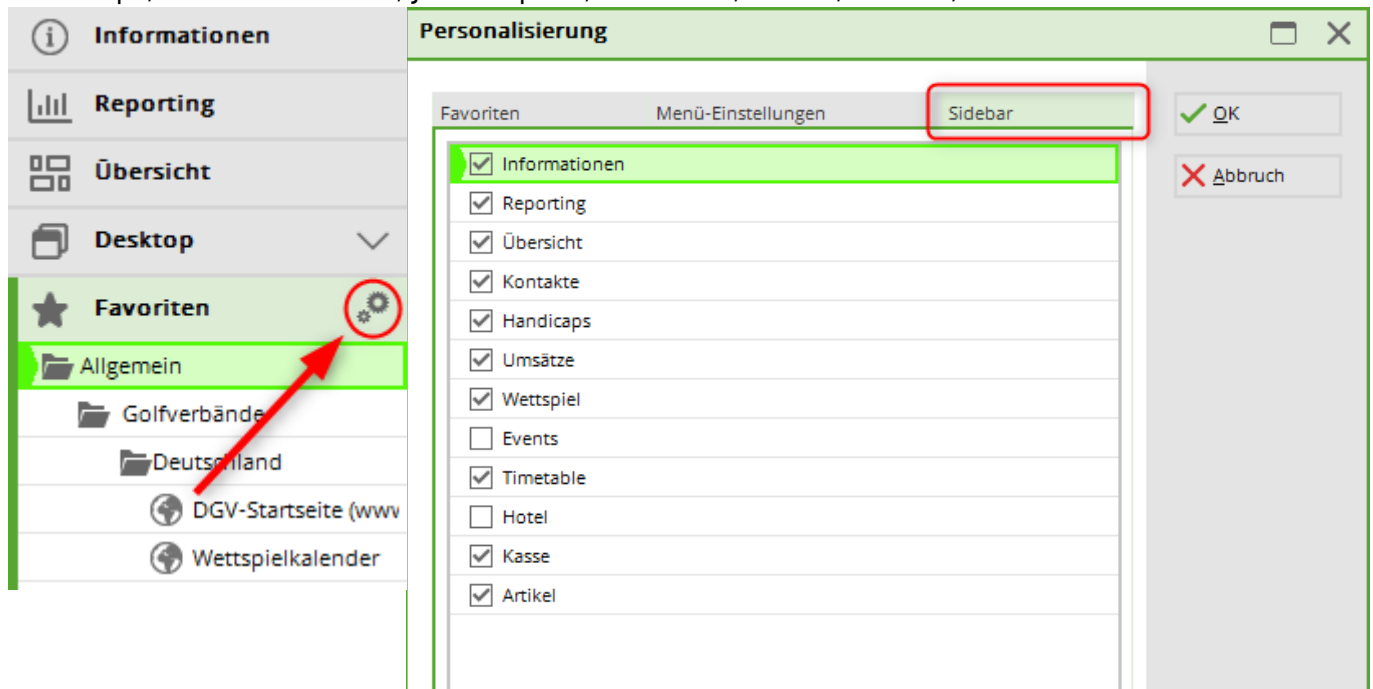 Informationen
Reporting
Übersicht
Desktop
Favoriten
Allgemein
Golfverbände
Deutschland
DGV-Startseite (www
Wettspielkalender
Personalisierung
Favoriten Menü-Einstellungen Sidebar
Informationen
Reporting
Übersicht
Kontakte
Handicaps
Umsätze
Wettspiel
Events
Timetable
Hotel
Kasse
Artikel
OK
Abbruch